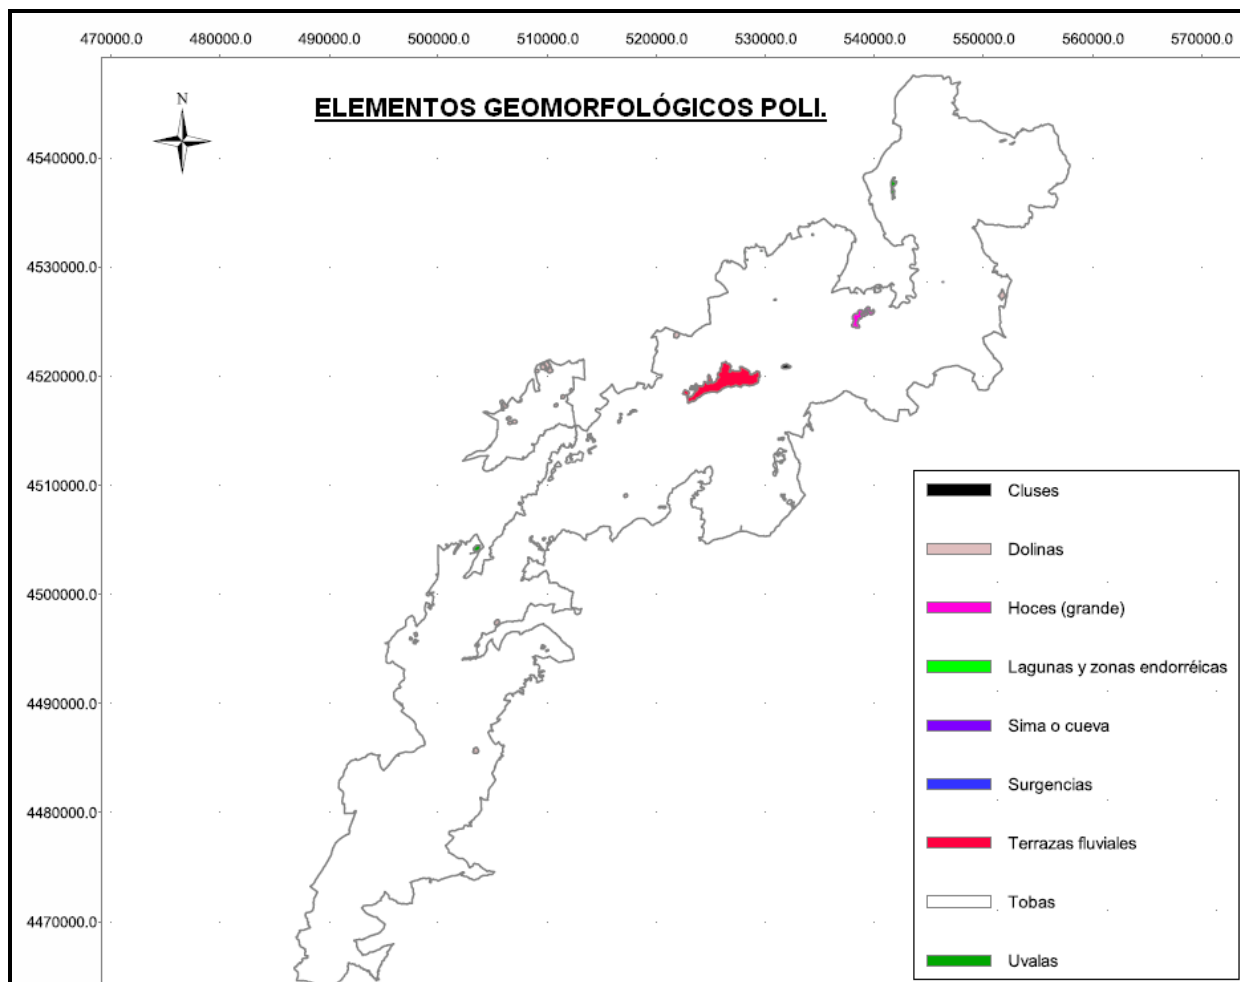 470000.0 480000.0 490000.0 500000.0 510000.0 520000.0 530000.0 540000.0 550000.0 560000.0 570000.0
N
ELEMENTOS GEOMORFOLÓGICOS POLI.
4540000.0
4530000.0
4520000.0
4510000.0
4500000.0
4490000.0
4480000.0
4470000.0
Cluses
Dolinas
Hoces (grande)
Lagunas y zonas endorréicas
Sima o cueva
Surgencias
Terrazas fluviales
Tobas
Uvalas